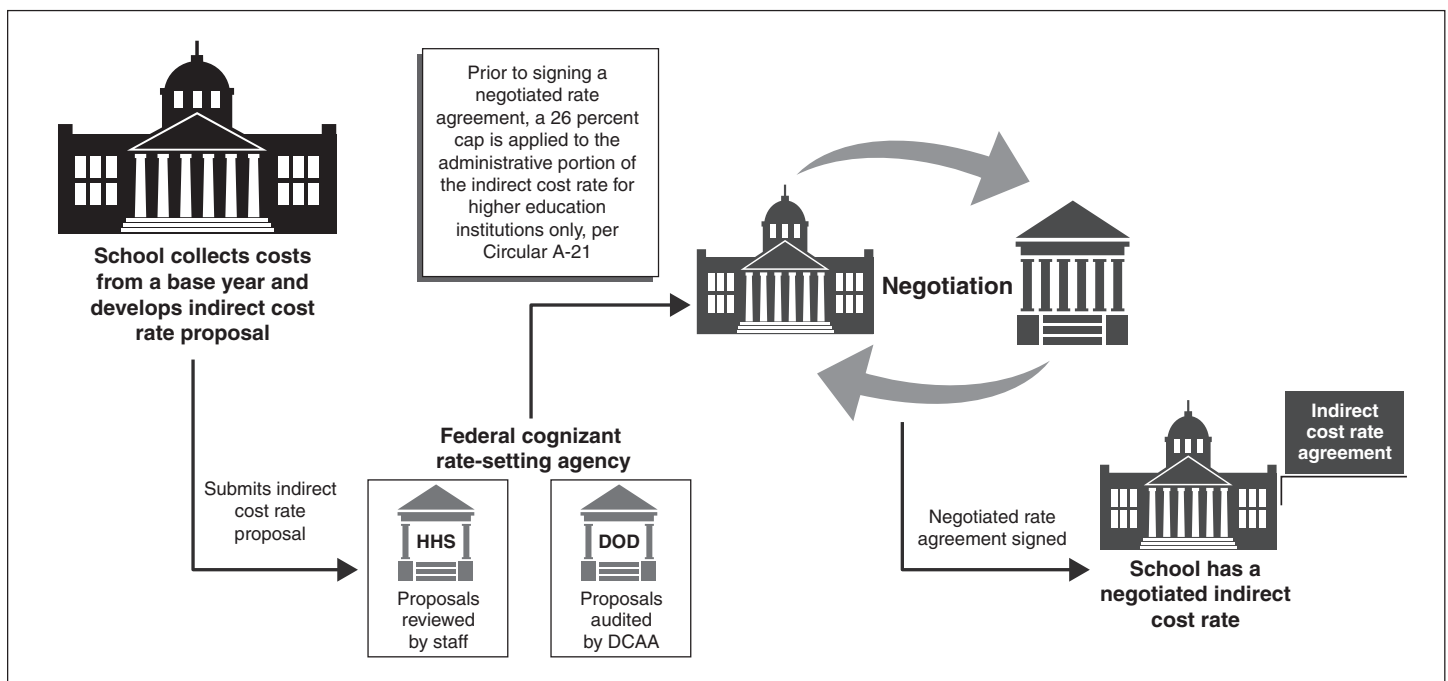 School collects costs
from a base year and
develops indirect cost
rate proposal
Submits indirect
cost rate
proposal
Federal cognizant
rate-setting agency
HHS
Proposals
reviewed
by staff
DOD
Proposals
audited
by DCAA
Prior to signing a
negotiated rate
agreement, a 26 percent
cap is applied to the
administrative portion of
the indirect cost rate for
higher education
institutions only, per
Circular A-21
Negotiation
Negotiated rate
agreement signed
Indirect
cost rate
agreement
School has a
negotiated indirect
cost rate